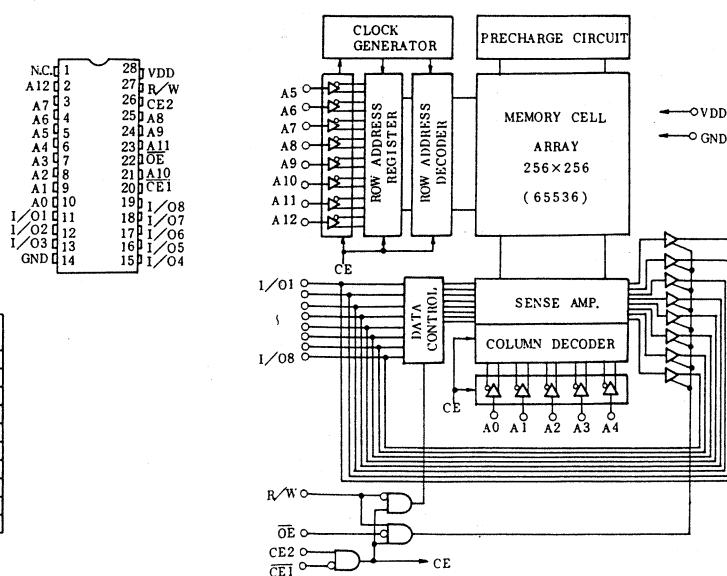 N.C. 1
A12 2
A7 3
A6 4
A5 5
A4 6
A3 7
A2 8
A1 9
A0 10
I/O1 11
I/O2 12
I/O3 13
GND 14
28 VDD
27 R/W
26 CE2
25 A8
24 A9
23 A11
22 OE
21 A10
20 CE1
19 I/O8
18 I/O7
17 I/O6
16 I/O5
15 I/O4
CLOCK
GENERATOR
PRECHARGE CIRCUIT
A5
A6
A7
A8
A9
A10
A11
A12
ROW ADDRESS
REGISTER
ROW ADDRESS
DECODER
MEMORY CELL
ARRAY
256×256
(65536)
VDD
GND
CE
I/O1
~
I/O8
DATA
CONTROL
SENSE AMP.
COLUMN DECODER
CE
A0 A1 A2 A3 A4
R/W
OE
CE2
CE1
CE